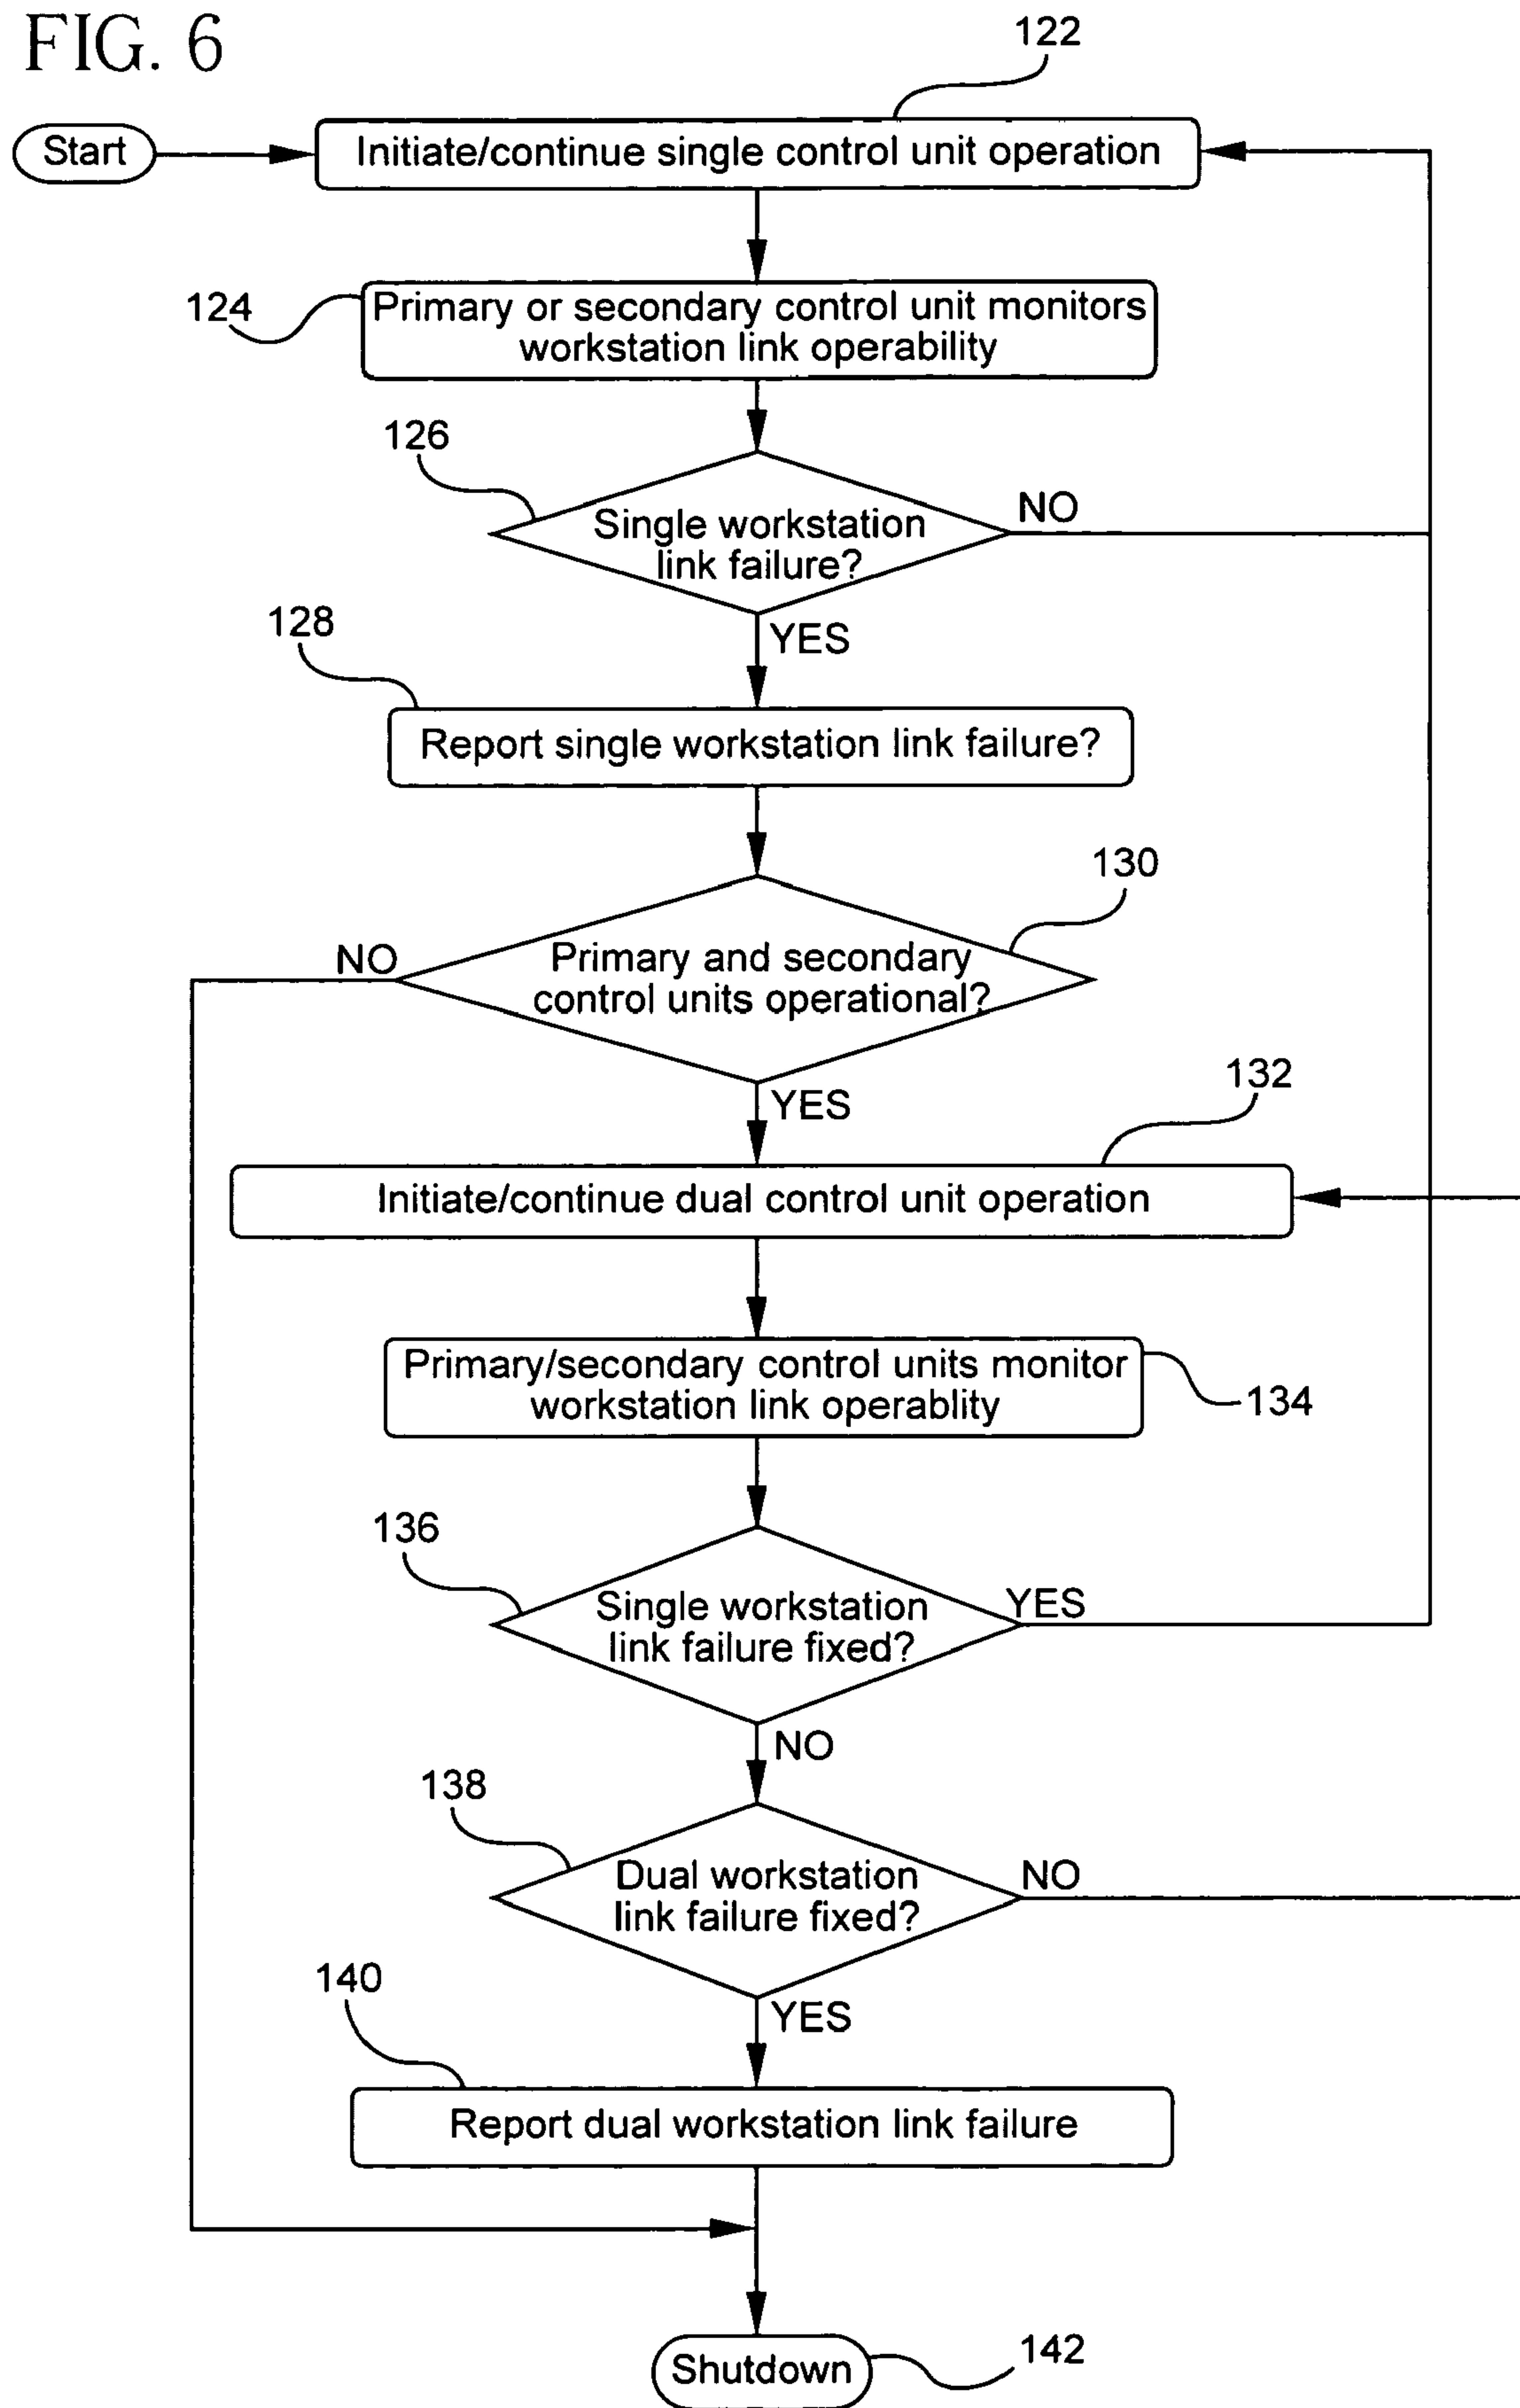 FIG. 6
122
Start
Initiate/continue single control unit operation
124
Primary or secondary control unit monitors
workstation link operability
126
Single workstation
link failure?
NO
YES
128
Report single workstation link failure?
130
Primary and secondary
control units operational?
NO
YES
132
Initiate/continue dual control unit operation
Primary/secondary control units monitor
workstation link operablity
134
136
Single workstation
link failure fixed?
YES
NO
138
Dual workstation
link failure fixed?
NO
YES
140
Report dual workstation link failure
Shutdown
142